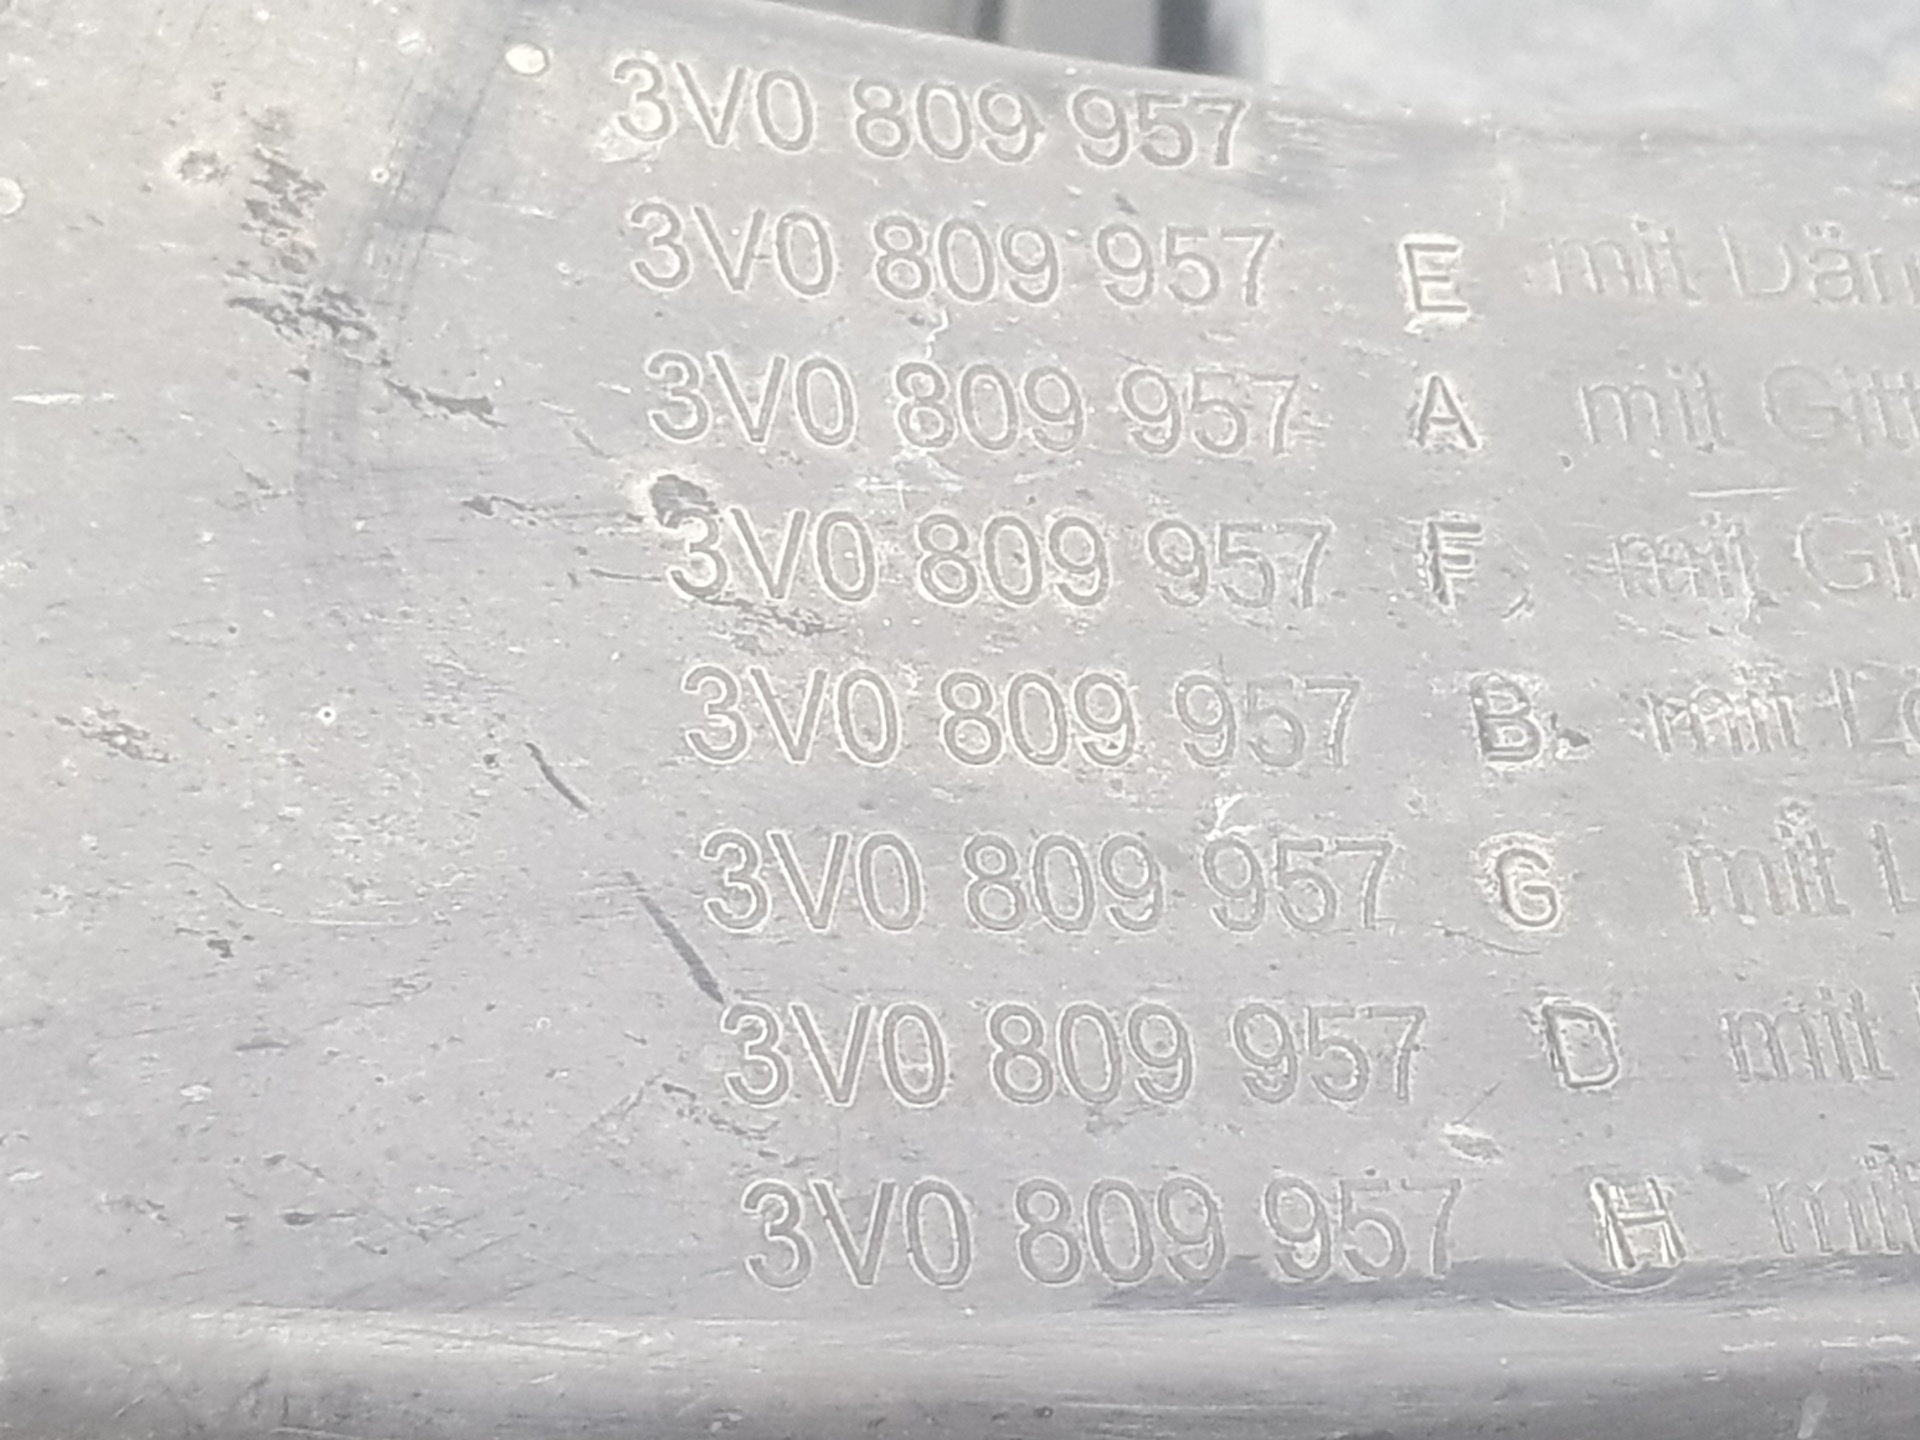 3V0 809 957
3V0 809 957 E mit
3V0 809 957 A mit
3V0 809 957 F mit
3V0 809 957 B mit
3V0 809 957 G mit
3V0 809 957 D mit
3V0 809 957 H mit